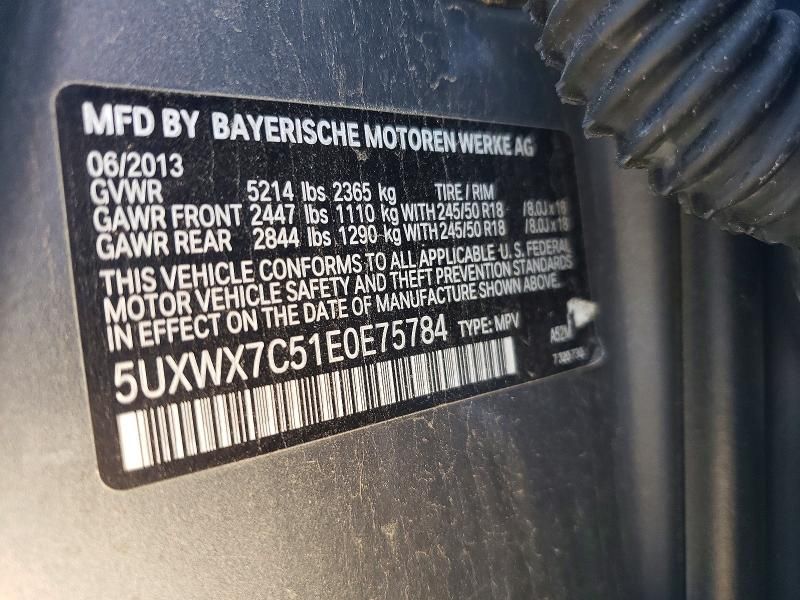 MFD BY BAYERISCHE MOTOREN WERKE AG
06/2013
GVWR 5214 lbs 2365 kg TIRE / RIM
GAWR FRONT 2447 lbs 1110 kg WITH 245/50 R18 /8.0J x 18
GAWR REAR 2844 lbs 1290 kg WITH 245/50 R18 /8.0J x 18
THIS VEHICLE CONFORMS TO ALL APPLICABLE U.S. FEDERAL
MOTOR VEHICLE SAFETY AND THEFT PREVENTION STANDARDS
IN EFFECT ON THE DATE OF MANUFACTURE SHOWN ABOVE.
5UXWX7C51E0E75784 TYPE: MPV